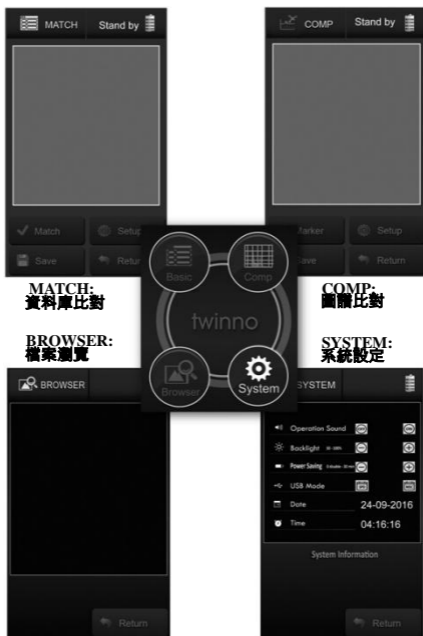 MATCH Stand by
COMP Stand by
Match Setup
Save Return
Marker Setup
Save Return
MATCH:
資料庫比對
COMP:
圖譜比對
Basic Comp
twinno
Browser System
BROWSER:
檔案瀏覽
SYSTEM:
系統設定
BROWSER
Return
SYSTEM
Operation Sound
Backlight
Power Saving
USB Mode
Date 24-09-2016
Time 04:16:16
System Information
Return